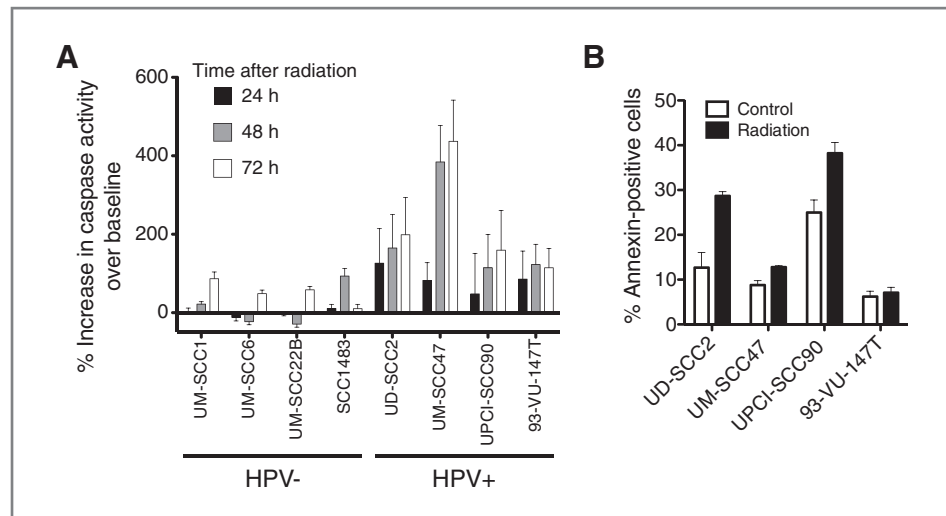 A
% Increase in caspase activity
over baseline
600
400
200
0
Time after radiation
24 h
48 h
72 h
UM-SCC1
UM-SCC6
UM-SCC22B
SCC1483
UD-SCC2
UM-SCC47
UPCI-SCC90
93-VU-147T
HPV-
HPV+
B
% Annexin-positive cells
50
40
30
20
10
0
Control
Radiation
UD-SCC2
UM-SCC47
UPCI-SCC90
93-VU-147T